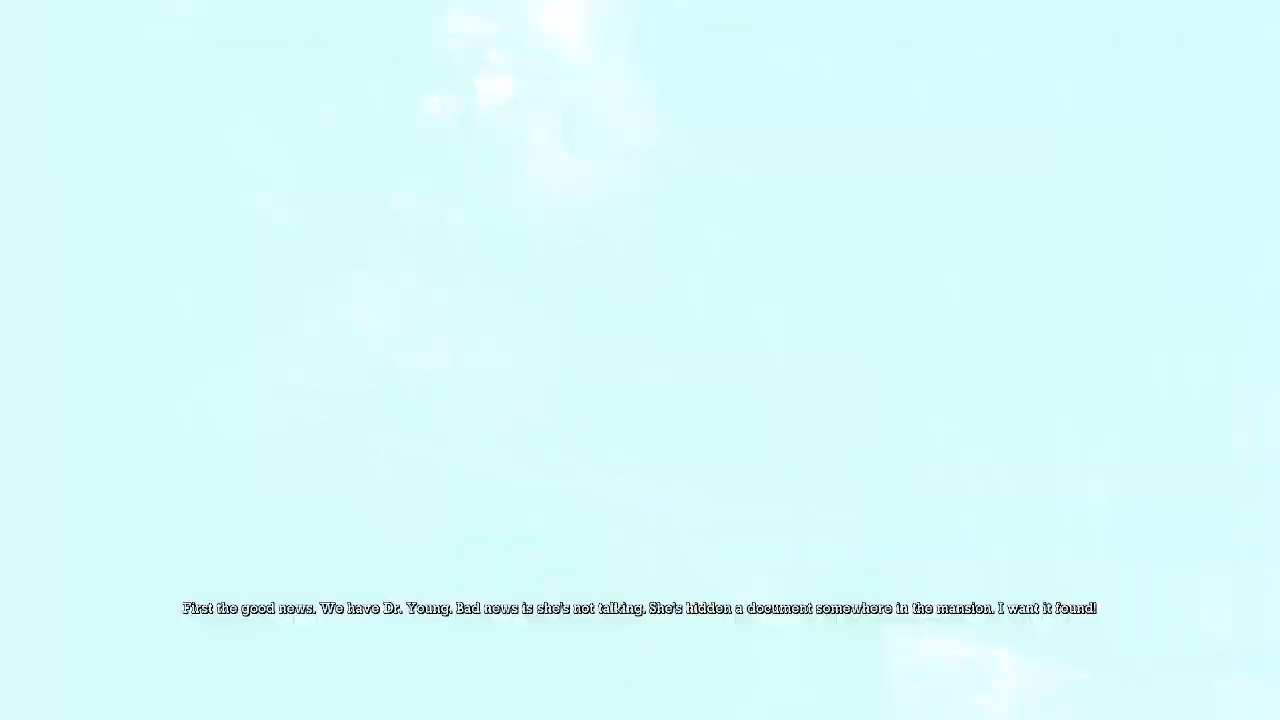 First the good news. We have Dr. Young. Bad news is she's not talking. She's hidden a document somewhere in the mansion. I want it found!